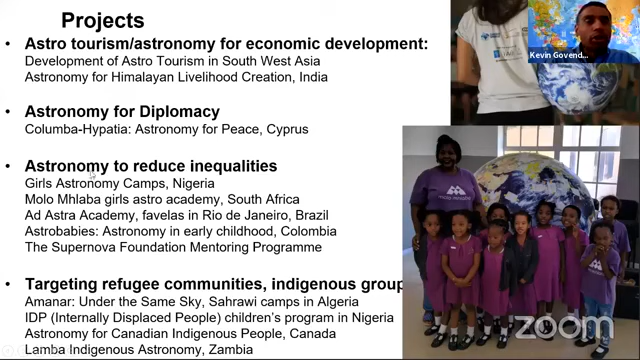 Projects
• Astro tourism/astronomy for economic development:
Development of Astro Tourism in South West Asia
Astronomy for Himalayan Livelihood Creation, India
• Astronomy for Diplomacy
Columba-Hypatia: Astronomy for Peace, Cyprus
• Astronomy to reduce inequalities
Girls Astronomy Camps, Nigeria
Molo Mhlaba girls astro academy, South Africa
Ad Astra Academy, favelas in Rio de Janeiro, Brazil
Astrobabies: Astronomy in early childhood, Colombia
The Supernova Foundation Mentoring Programme
• Targeting refugee communities, indigenous group
Amanar: Under the Same Sky, Sahrawi camps in Algeria
IDP (Internally Displaced People) children's program in Nigeria
Astronomy for Canadian Indigenous People, Canada
Lamba Indigenous Astronomy, Zambia
Kevin Govend...
zoom